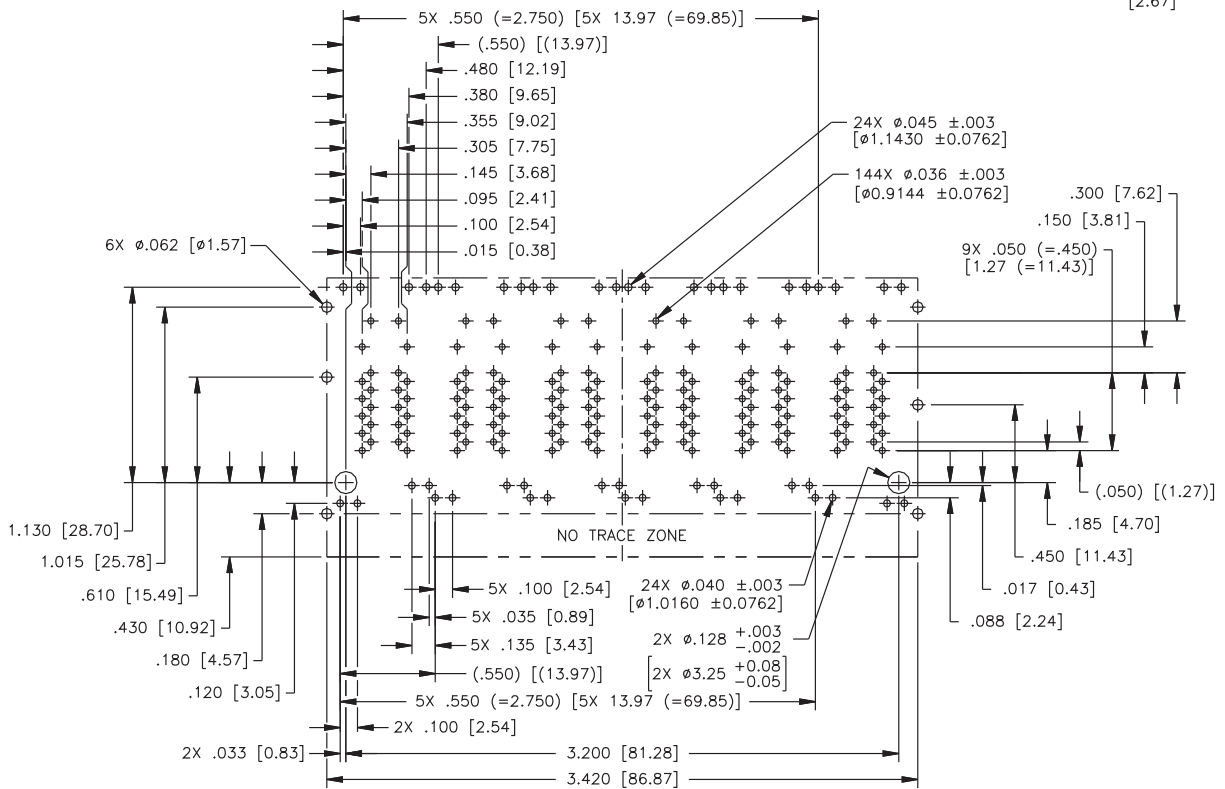 [2.67]
5X .550 (=2.750) [5X 13.97 (=69.85)]
(.550) [(13.97)]
.480 [12.19]
.380 [9.65]
.355 [9.02]
.305 [7.75]
.145 [3.68]
.095 [2.41]
.100 [2.54]
.015 [0.38]
6X ø.062 [ø1.57]
24X ø.045 ±.003
[ø1.1430 ±0.0762]
144X ø.036 ±.003
[ø0.9144 ±0.0762]
.300 [7.62]
.150 [3.81]
9X .050 (=.450)
[1.27 (=11.43)]
1.130 [28.70]
1.015 [25.78]
.610 [15.49]
.430 [10.92]
.180 [4.57]
.120 [3.05]
NO TRACE ZONE
(.050) [(1.27)]
.185 [4.70]
.450 [11.43]
.017 [0.43]
.088 [2.24]
5X .100 [2.54]
5X .035 [0.89]
5X .135 [3.43]
(.550) [(13.97)]
5X .550 (=2.750) [5X 13.97 (=69.85)]
24X ø.040 ±.003
[ø1.0160 ±0.0762]
2X ø.128 +.003
-.002
[2X ø3.25 +0.08
-0.05]
2X .100 [2.54]
2X .033 [0.83]
3.200 [81.28]
3.420 [86.87]